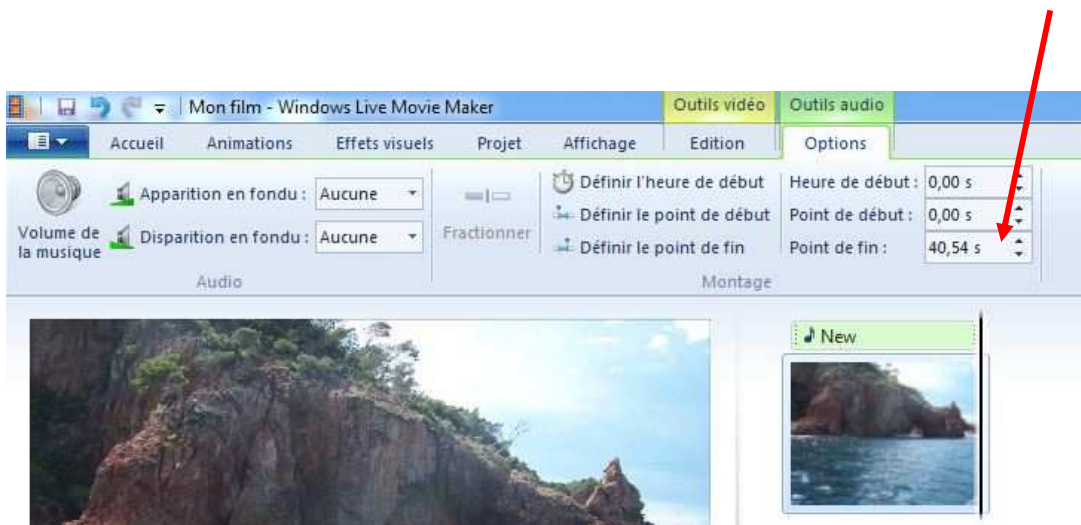 Mon film - Windows Live Movie Maker
Outils vidéo
Outils audio
Accueil
Animations
Effets visuels
Projet
Affichage
Edition
Options
Volume de
la musique
Apparition en fondu :
Aucune
Disparition en fondu :
Aucune
Audio
Fractionner
Définir l'heure de début
Définir le point de début
Définir le point de fin
Heure de début :
0,00 s
Point de début :
0,00 s
Point de fin :
40,54 s
Montage
New